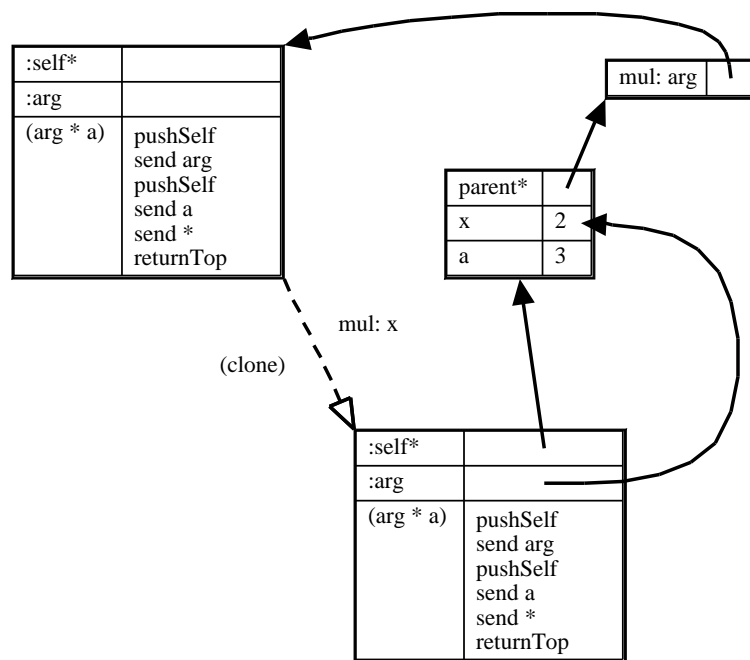 :self*
:arg
(arg * a)
pushSelf
send arg
pushSelf
send a
send *
returnTop
mul: arg
parent*
x 2
a 3
mul: x
(clone)
:self*
:arg
(arg * a)
pushSelf
send arg
pushSelf
send a
send *
returnTop